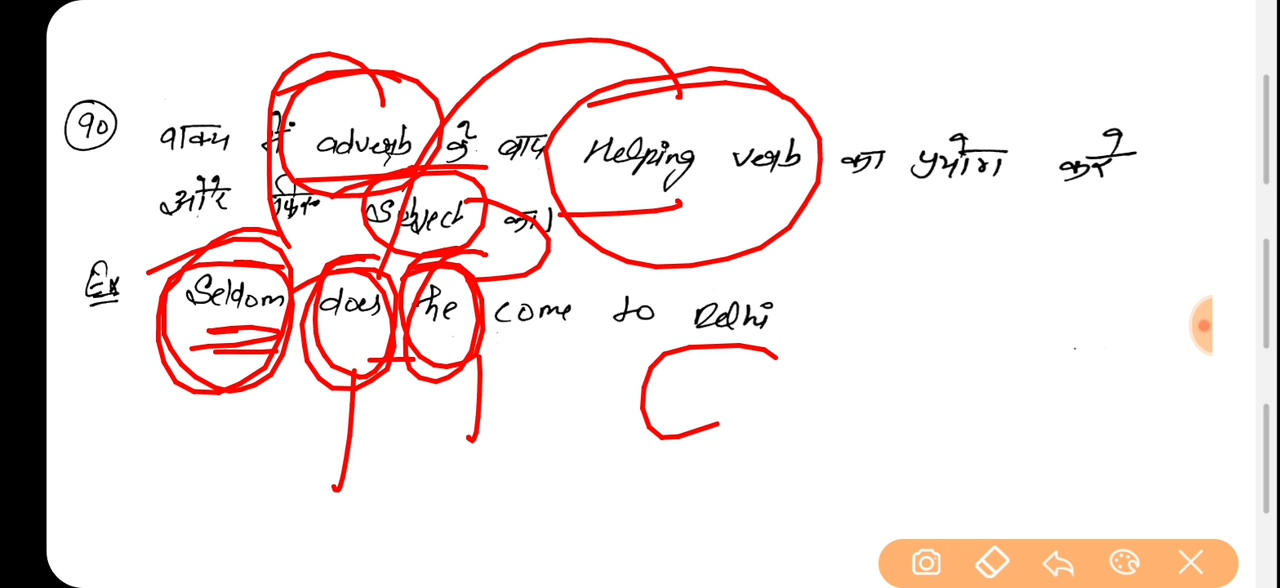 (90) वाक्य में adverb के बाद Helping verb का प्रयोग करें
और फिर Subject का।
Ex Seldom does he come to Delhi